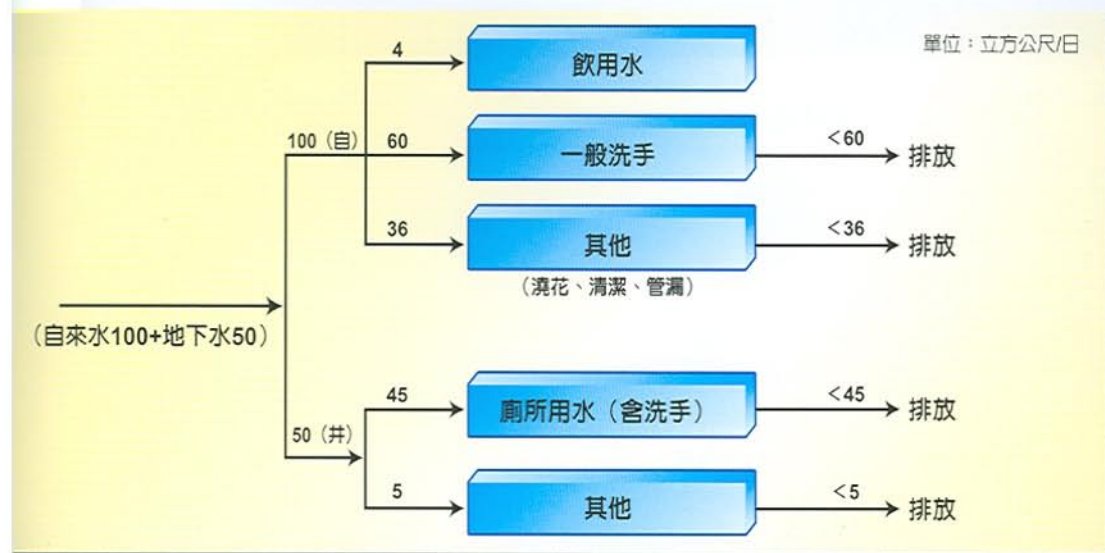 單位：立方公尺/日
4
飲用水
100（自）
60
一般洗手
<60
排放
36
其他
<36
排放
（澆花、清潔、管漏）
（自來水100+地下水50）
45
廁所用水（含洗手）
<45
排放
50（井）
5
其他
<5
排放